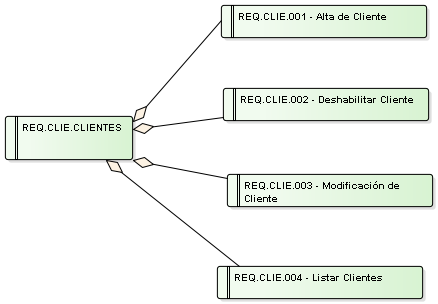 REQ.CLIE.001 - Alta de Cliente
REQ.CLIE.002 - Deshabilitar Cliente
REQ.CLIE.CLIENTES
REQ.CLIE.003 - Modificación de
Cliente
REQ.CLIE.004 - Listar Clientes